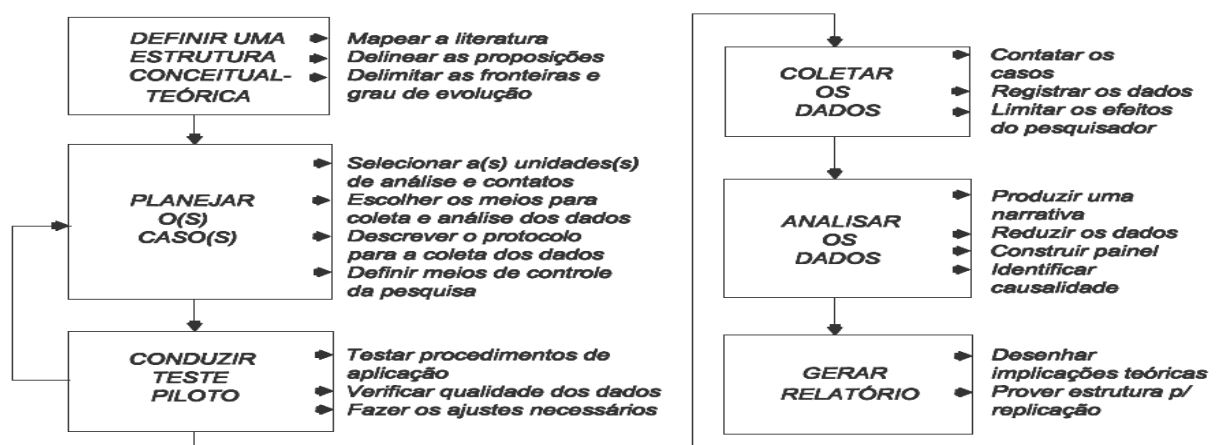 DEFINIR UMA
ESTRUTURA
CONCEITUAL-
TEÓRICA
Mapear a literatura
Delinear as proposições
Delimitar as fronteiras e
grau de evolução
PLANEJAR
O(S)
CASO(S)
Selecionar a(s) unidades(s)
de análise e contatos
Escolher os meios para
coleta e análise dos dados
Descrever o protocolo
para a coleta dos dados
Definir meios de controle
da pesquisa
CONDUZIR
TESTE
PILOTO
Testar procedimentos de
aplicação
Verificar qualidade dos dados
Fazer os ajustes necessários
COLETAR
OS
DADOS
Contatar os
casos
Registrar os dados
Limitar os efeitos
do pesquisador
ANALISAR
OS
DADOS
Produzir uma
narrativa
Reduzir os dados
Construir painel
Identificar
causalidade
GERAR
RELATÓRIO
Desenhar
implicações teóricas
Prover estrutura p/
replicação